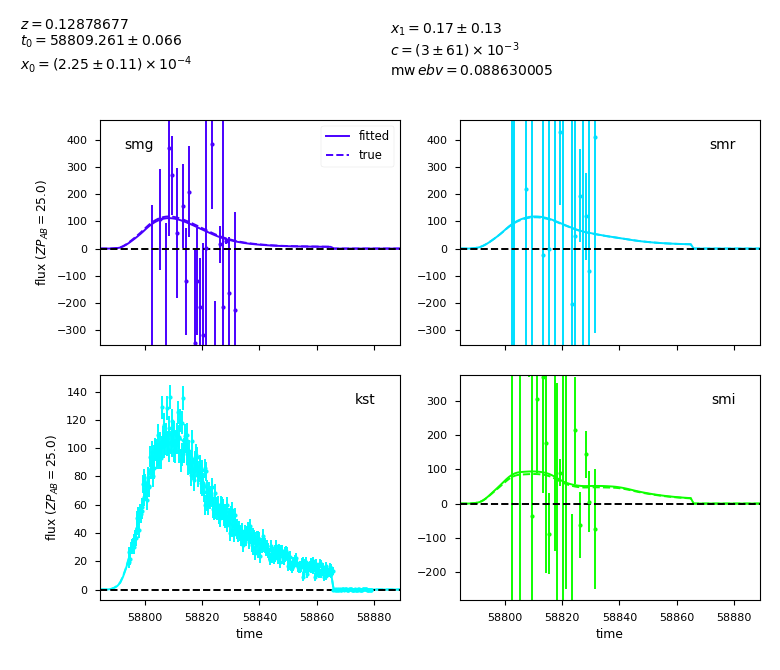 z = 0.12878677
t₀ = 58809.261 ± 0.066
x₀ = (2.25 ± 0.11) × 10⁻⁴
x₁ = 0.17 ± 0.13
c = (3 ± 61) × 10⁻³
mw ebv = 0.088630005
smg
fitted
true
400
300
200
100
0
−100
−200
−300
flux (ZP_AB = 25.0)
smr
400
300
200
100
0
−100
−200
−300
kst
140
120
100
80
60
40
20
0
flux (ZP_AB = 25.0)
58800 58820 58840 58860 58880
time
smi
300
200
100
0
−100
−200
58800 58820 58840 58860 58880
time